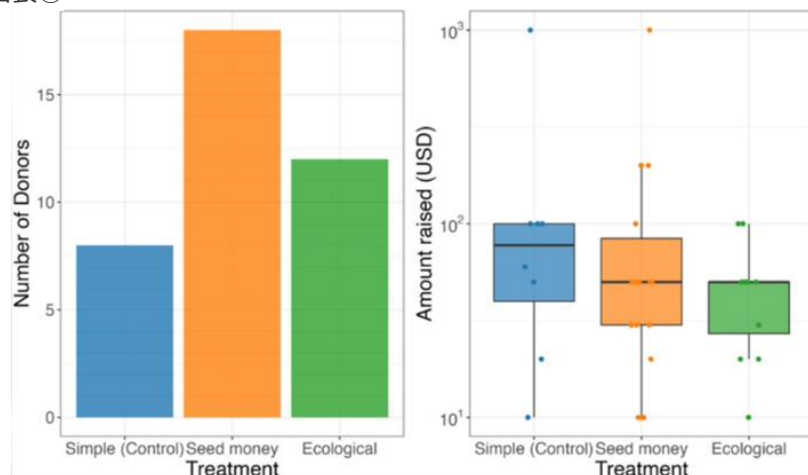 Number of Donors
15
10
5
0
Simple (Control) Seed money Ecological
Treatment
Amount raised (USD)
10³
10²
10¹
Simple (Control) Seed money Ecological
Treatment